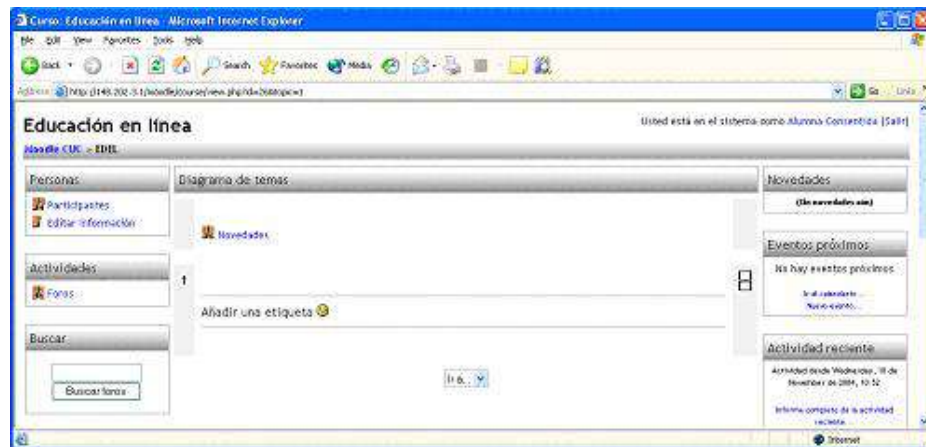 Curso: Educación en línea - Microsoft Internet Explorer
File Edit View Favorites Tools Help
Back Search Favorites Media
Address Go Links
Educación en línea
Usted está en el sistema como Alumna Consentida (Salir)
Moodle CUC » EDEL
Personas
Participantes
Editar información
Actividades
Foros
Buscar
Buscar foros
Diagrama de temas
Novedades
1
Añadir una etiqueta
Ir a...
Novedades
(Sin novedades aún)
Eventos próximos
No hay eventos próximos
Ir al calendario...
Nuevo evento...
Actividad reciente
Actividad desde Wednesday, de
November de 2004, 10:52
Informe completo de la actividad
reciente...
Internet